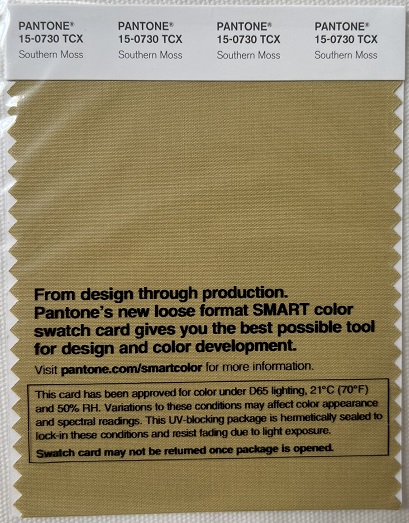 PANTONE® PANTONE® PANTONE® PANTONE®
15-0730 TCX 15-0730 TCX 15-0730 TCX 15-0730 TCX
Southern Moss Southern Moss Southern Moss Southern Moss
From design through production.
Pantone's new loose format SMART color
swatch card gives you the best possible tool
for design and color development.
Visit pantone.com/smartcolor for more information.
This card has been approved for color under D65 lighting, 21°C (70°F)
and 50% RH. Variations to these conditions may affect color appearance
and spectral readings. This UV-blocking package is hermetically sealed to
lock-in these conditions and resist fading due to light exposure.
Swatch card may not be returned once package is opened.